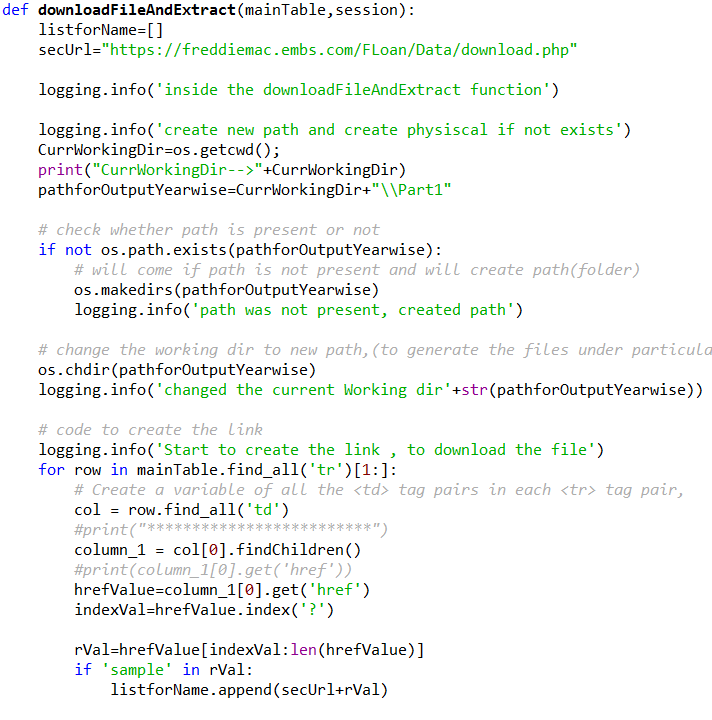 def downloadFileAndExtract(mainTable,session):
    listforName=[]
    secUrl="https://freddiemac.embs.com/FLoan/Data/download.php"

    logging.info('inside the downloadFileAndExtract function')

    logging.info('create new path and create physiscal if not exists')
    CurrWorkingDir=os.getcwd();
    print("CurrWorkingDir-->"+CurrWorkingDir)
    pathforOutputYearwise=CurrWorkingDir+"\\Part1"

    # check whether path is present or not
    if not os.path.exists(pathforOutputYearwise):
        # will come if path is not present and will create path(folder)
        os.makedirs(pathforOutputYearwise)
        logging.info('path was not present, created path')

    # change the working dir to new path,(to generate the files under particula
    os.chdir(pathforOutputYearwise)
    logging.info('changed the current Working dir'+str(pathforOutputYearwise))

    # code to create the link
    logging.info('Start to create the link , to download the file')
    for row in mainTable.find_all('tr')[1:]:
        # Create a variable of all the <td> tag pairs in each <tr> tag pair,
        col = row.find_all('td')
        #print("*************************")
        column_1 = col[0].findChildren()
        #print(column_1[0].get('href'))
        hrefValue=column_1[0].get('href')
        indexVal=hrefValue.index('?')

        rVal=hrefValue[indexVal:len(hrefValue)]
        if 'sample' in rVal:
            listforName.append(secUrl+rVal)